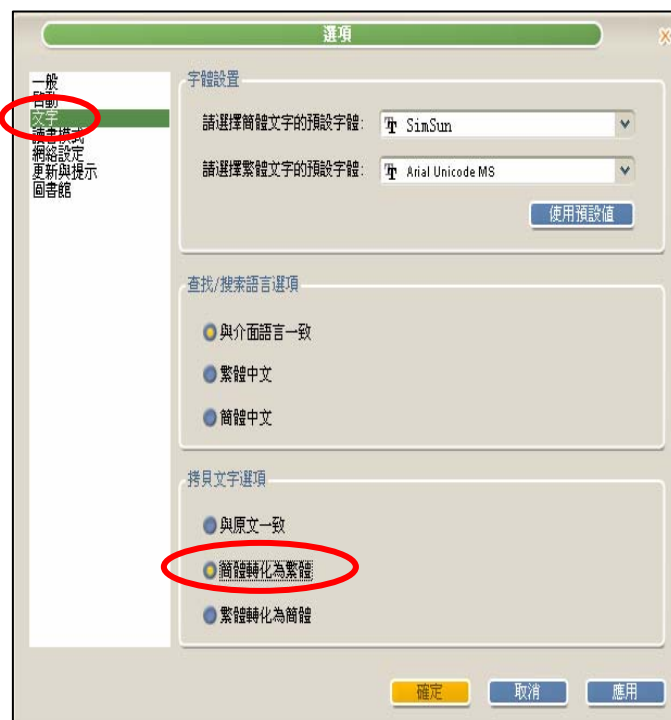 選項
一般
啟動
文字
讀書模式
網絡設定
更新與提示
圖書館
字體設置
請選擇簡體文字的預設字體:
SimSun
請選擇繁體文字的預設字體:
Arial Unicode MS
使用預設值
查找/搜索語言選項
與介面語言一致
繁體中文
簡體中文
拷貝文字選項
與原文一致
簡體轉化為繁體
繁體轉化為簡體
確定
取消
應用